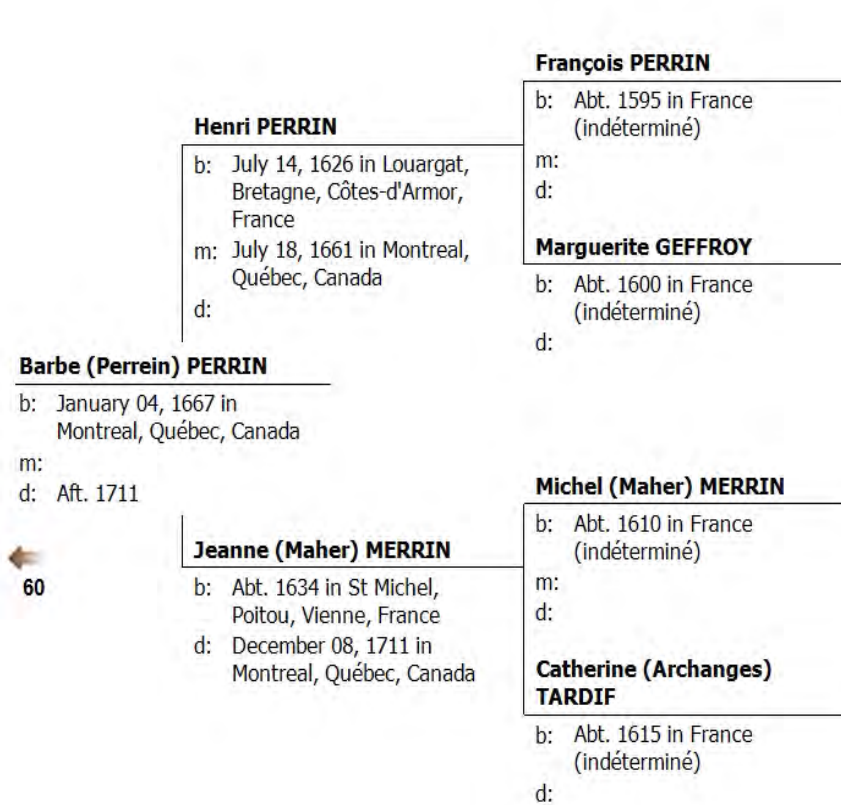 François PERRIN
b: Abt. 1595 in France
(indéterminé)
m:
d:
Henri PERRIN
b: July 14, 1626 in Louargat,
Bretagne, Côtes-d'Armor,
France
m: July 18, 1661 in Montreal,
Québec, Canada
d:
Marguerite GEFFROY
b: Abt. 1600 in France
(indéterminé)
d:
Barbe (Perrein) PERRIN
b: January 04, 1667 in
Montreal, Québec, Canada
m:
d: Aft. 1711
60
Michel (Maher) MERRIN
b: Abt. 1610 in France
(indéterminé)
m:
d:
Jeanne (Maher) MERRIN
b: Abt. 1634 in St Michel,
Poitou, Vienne, France
d: December 08, 1711 in
Montreal, Québec, Canada
Catherine (Archanges)
TARDIF
b: Abt. 1615 in France
(indéterminé)
d: